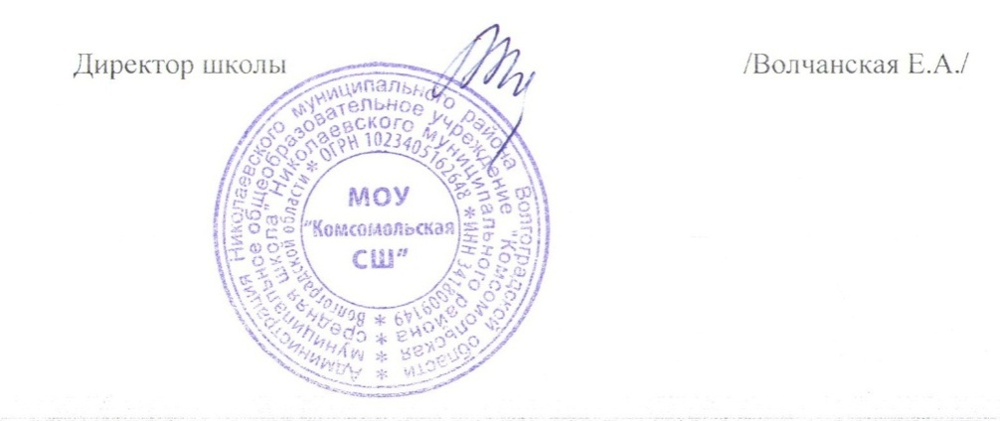 Директор школы /Волчанская Е.А./
Администрация Николаевского муниципального района Волгоградской области *
муниципальное общеобразовательное учреждение "Комсомольская *
средняя школа" Николаевского муниципального района *
Волгоградской области * ОГРН 1023405162648 * ИНН 3418009149 *
МОУ
"Комсомольская
СШ"